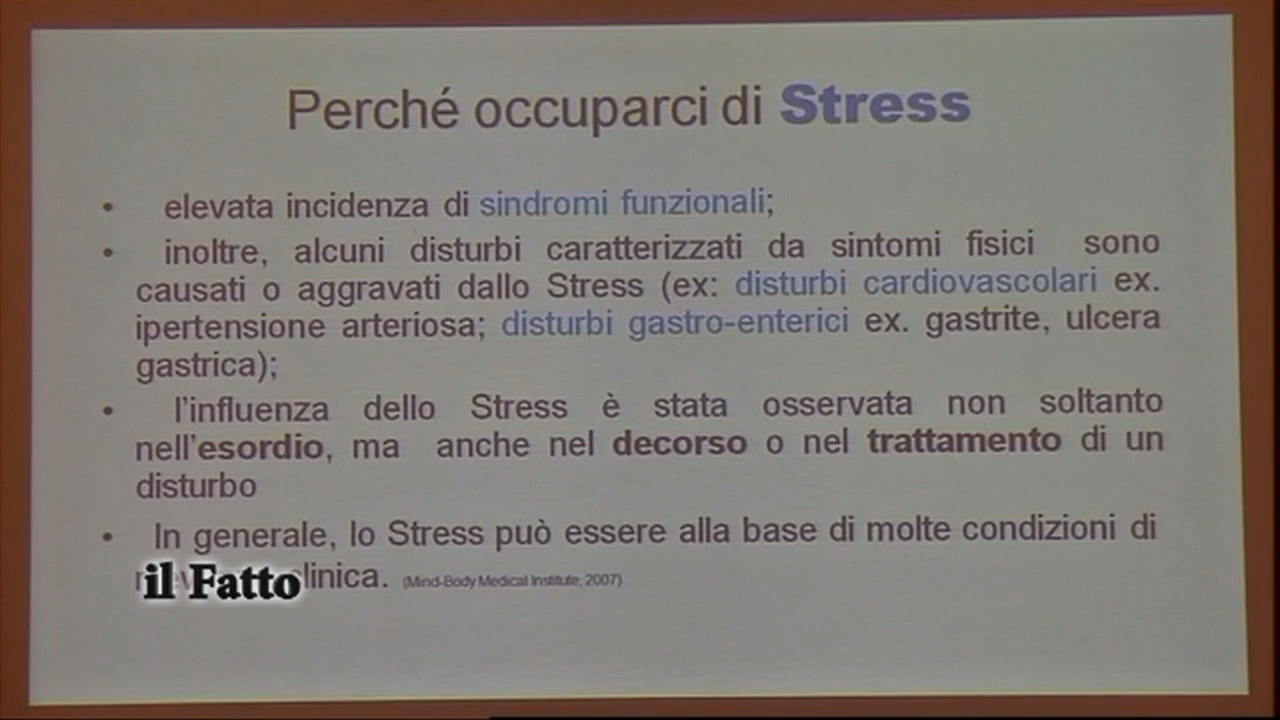 Perché occuparci di Stress
• elevata incidenza di sindromi funzionali;
• inoltre, alcuni disturbi caratterizzati da sintomi fisici sono
causati o aggravati dallo Stress (ex: disturbi cardiovascolari ex.
ipertensione arteriosa; disturbi gastro-enterici ex. gastrite, ulcera
gastrica);
• l'influenza dello Stress è stata osservata non soltanto
nell'esordio, ma anche nel decorso o nel trattamento di un
disturbo
• In generale, lo Stress può essere alla base di molte condizioni di
clinica. (Mind-Body Medical Institute, 2007)
il Fatto